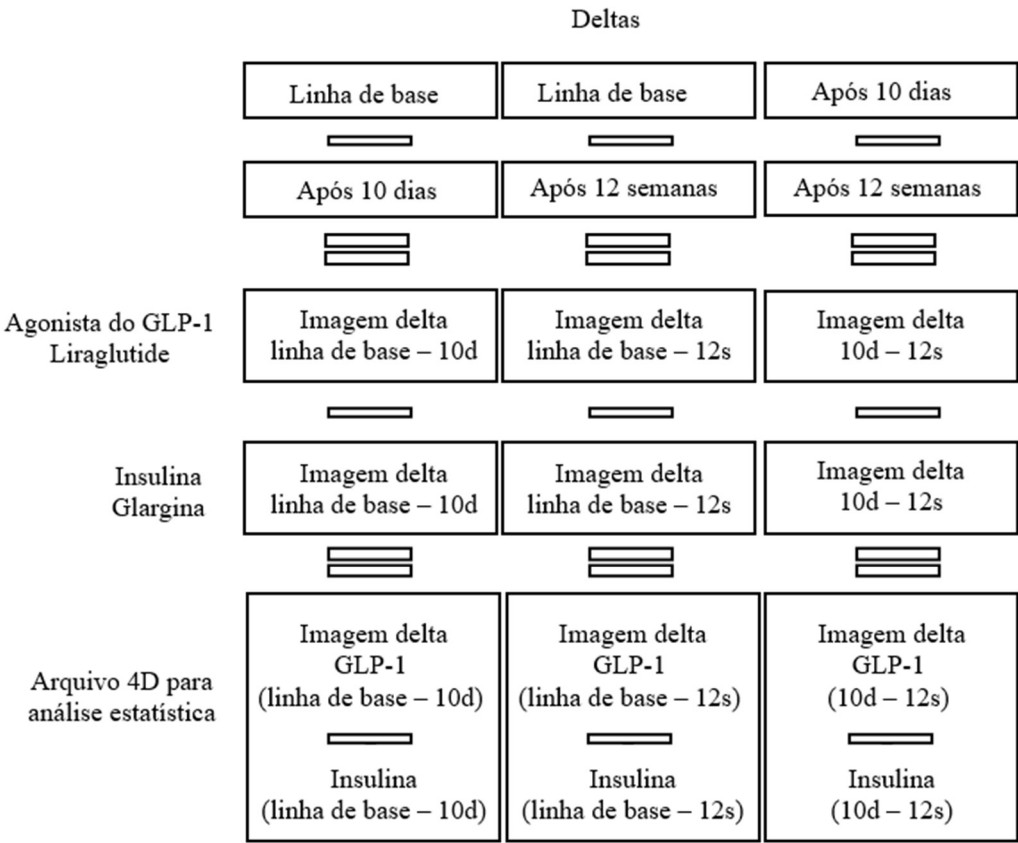 Deltas
Linha de base
Linha de base
Após 10 dias
Após 10 dias
Após 12 semanas
Após 12 semanas
Agonista do GLP-1
Liraglutide
Imagem delta
linha de base – 10d
Imagem delta
linha de base – 12s
Imagem delta
10d – 12s
Insulina
Glargina
Imagem delta
linha de base – 10d
Imagem delta
linha de base – 12s
Imagem delta
10d – 12s
Arquivo 4D para
análise estatística
Imagem delta
GLP-1
(linha de base – 10d)
Insulina
(linha de base – 10d)
Imagem delta
GLP-1
(linha de base – 12s)
Insulina
(linha de base – 12s)
Imagem delta
GLP-1
(10d – 12s)
Insulina
(10d – 12s)